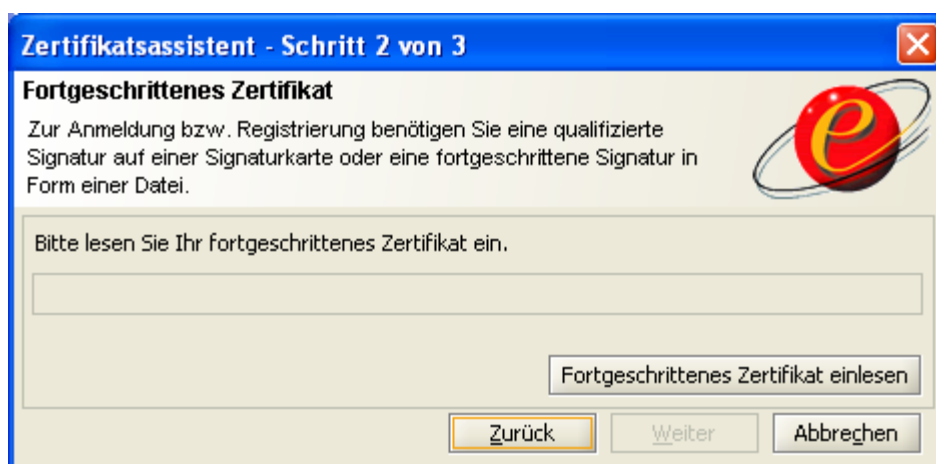 Zertifikatsassistent - Schritt 2 von 3
Fortgeschrittenes Zertifikat
Zur Anmeldung bzw. Registrierung benötigen Sie eine qualifizierte
Signatur auf einer Signaturkarte oder eine fortgeschrittene Signatur in
Form einer Datei.
e
Bitte lesen Sie Ihr fortgeschrittenes Zertifikat ein.
Fortgeschrittenes Zertifikat einlesen
Zurück Weiter Abbrechen